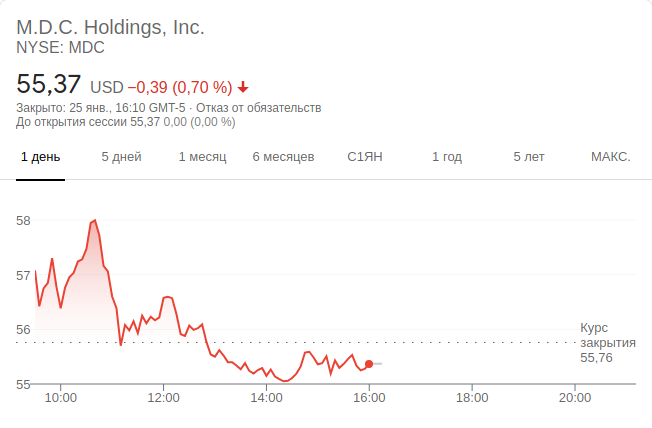 M.D.C. Holdings, Inc.
NYSE: MDC
55,37 USD −0,39 (0,70 %)
Закрыто: 25 янв., 16:10 GMT-5 · Отказ от обязательств
До открытия сессии 55,37 0,00 (0,00 %)
1 день 5 дней 1 месяц 6 месяцев С1ЯН 1 год 5 лет МАКС.
58
57
56
Курс
закрытия
55,76
55
10:00 12:00 14:00 16:00 18:00 20:00